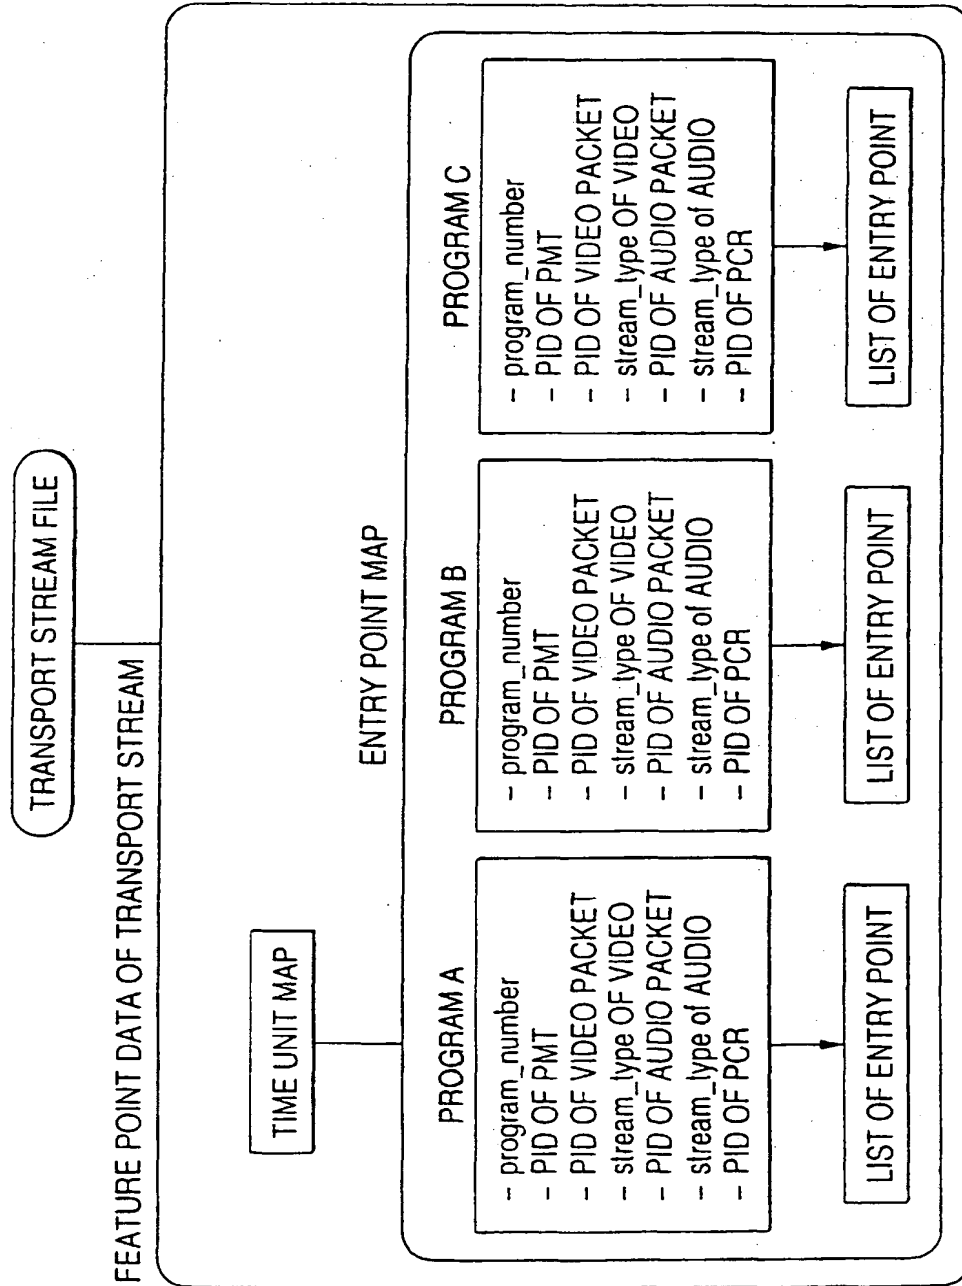 TRANSPORT STREAM FILE
FEATURE POINT DATA OF TRANSPORT STREAM
TIME UNIT MAP
ENTRY POINT MAP
PROGRAM A
- program_number
- PID OF PMT
- PID OF VIDEO PACKET
- stream_type OF VIDEO
- PID OF AUDIO PACKET
- stream_type of AUDIO
- PID OF PCR
LIST OF ENTRY POINT
PROGRAM B
- program_number
- PID OF PMT
- PID OF VIDEO PACKET
- stream_type OF VIDEO
- PID OF AUDIO PACKET
- stream_type of AUDIO
- PID OF PCR
LIST OF ENTRY POINT
PROGRAM C
- program_number
- PID OF PMT
- PID OF VIDEO PACKET
- stream_type OF VIDEO
- PID OF AUDIO PACKET
- stream_type of AUDIO
- PID OF PCR
LIST OF ENTRY POINT